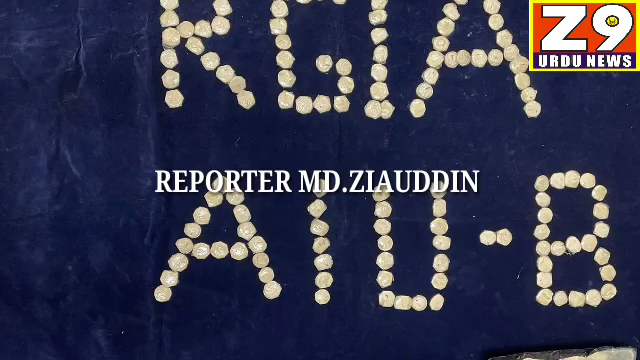 RGIA
Z9
URDU NEWS
REPORTER MD.ZIAUDDIN
AIU-B